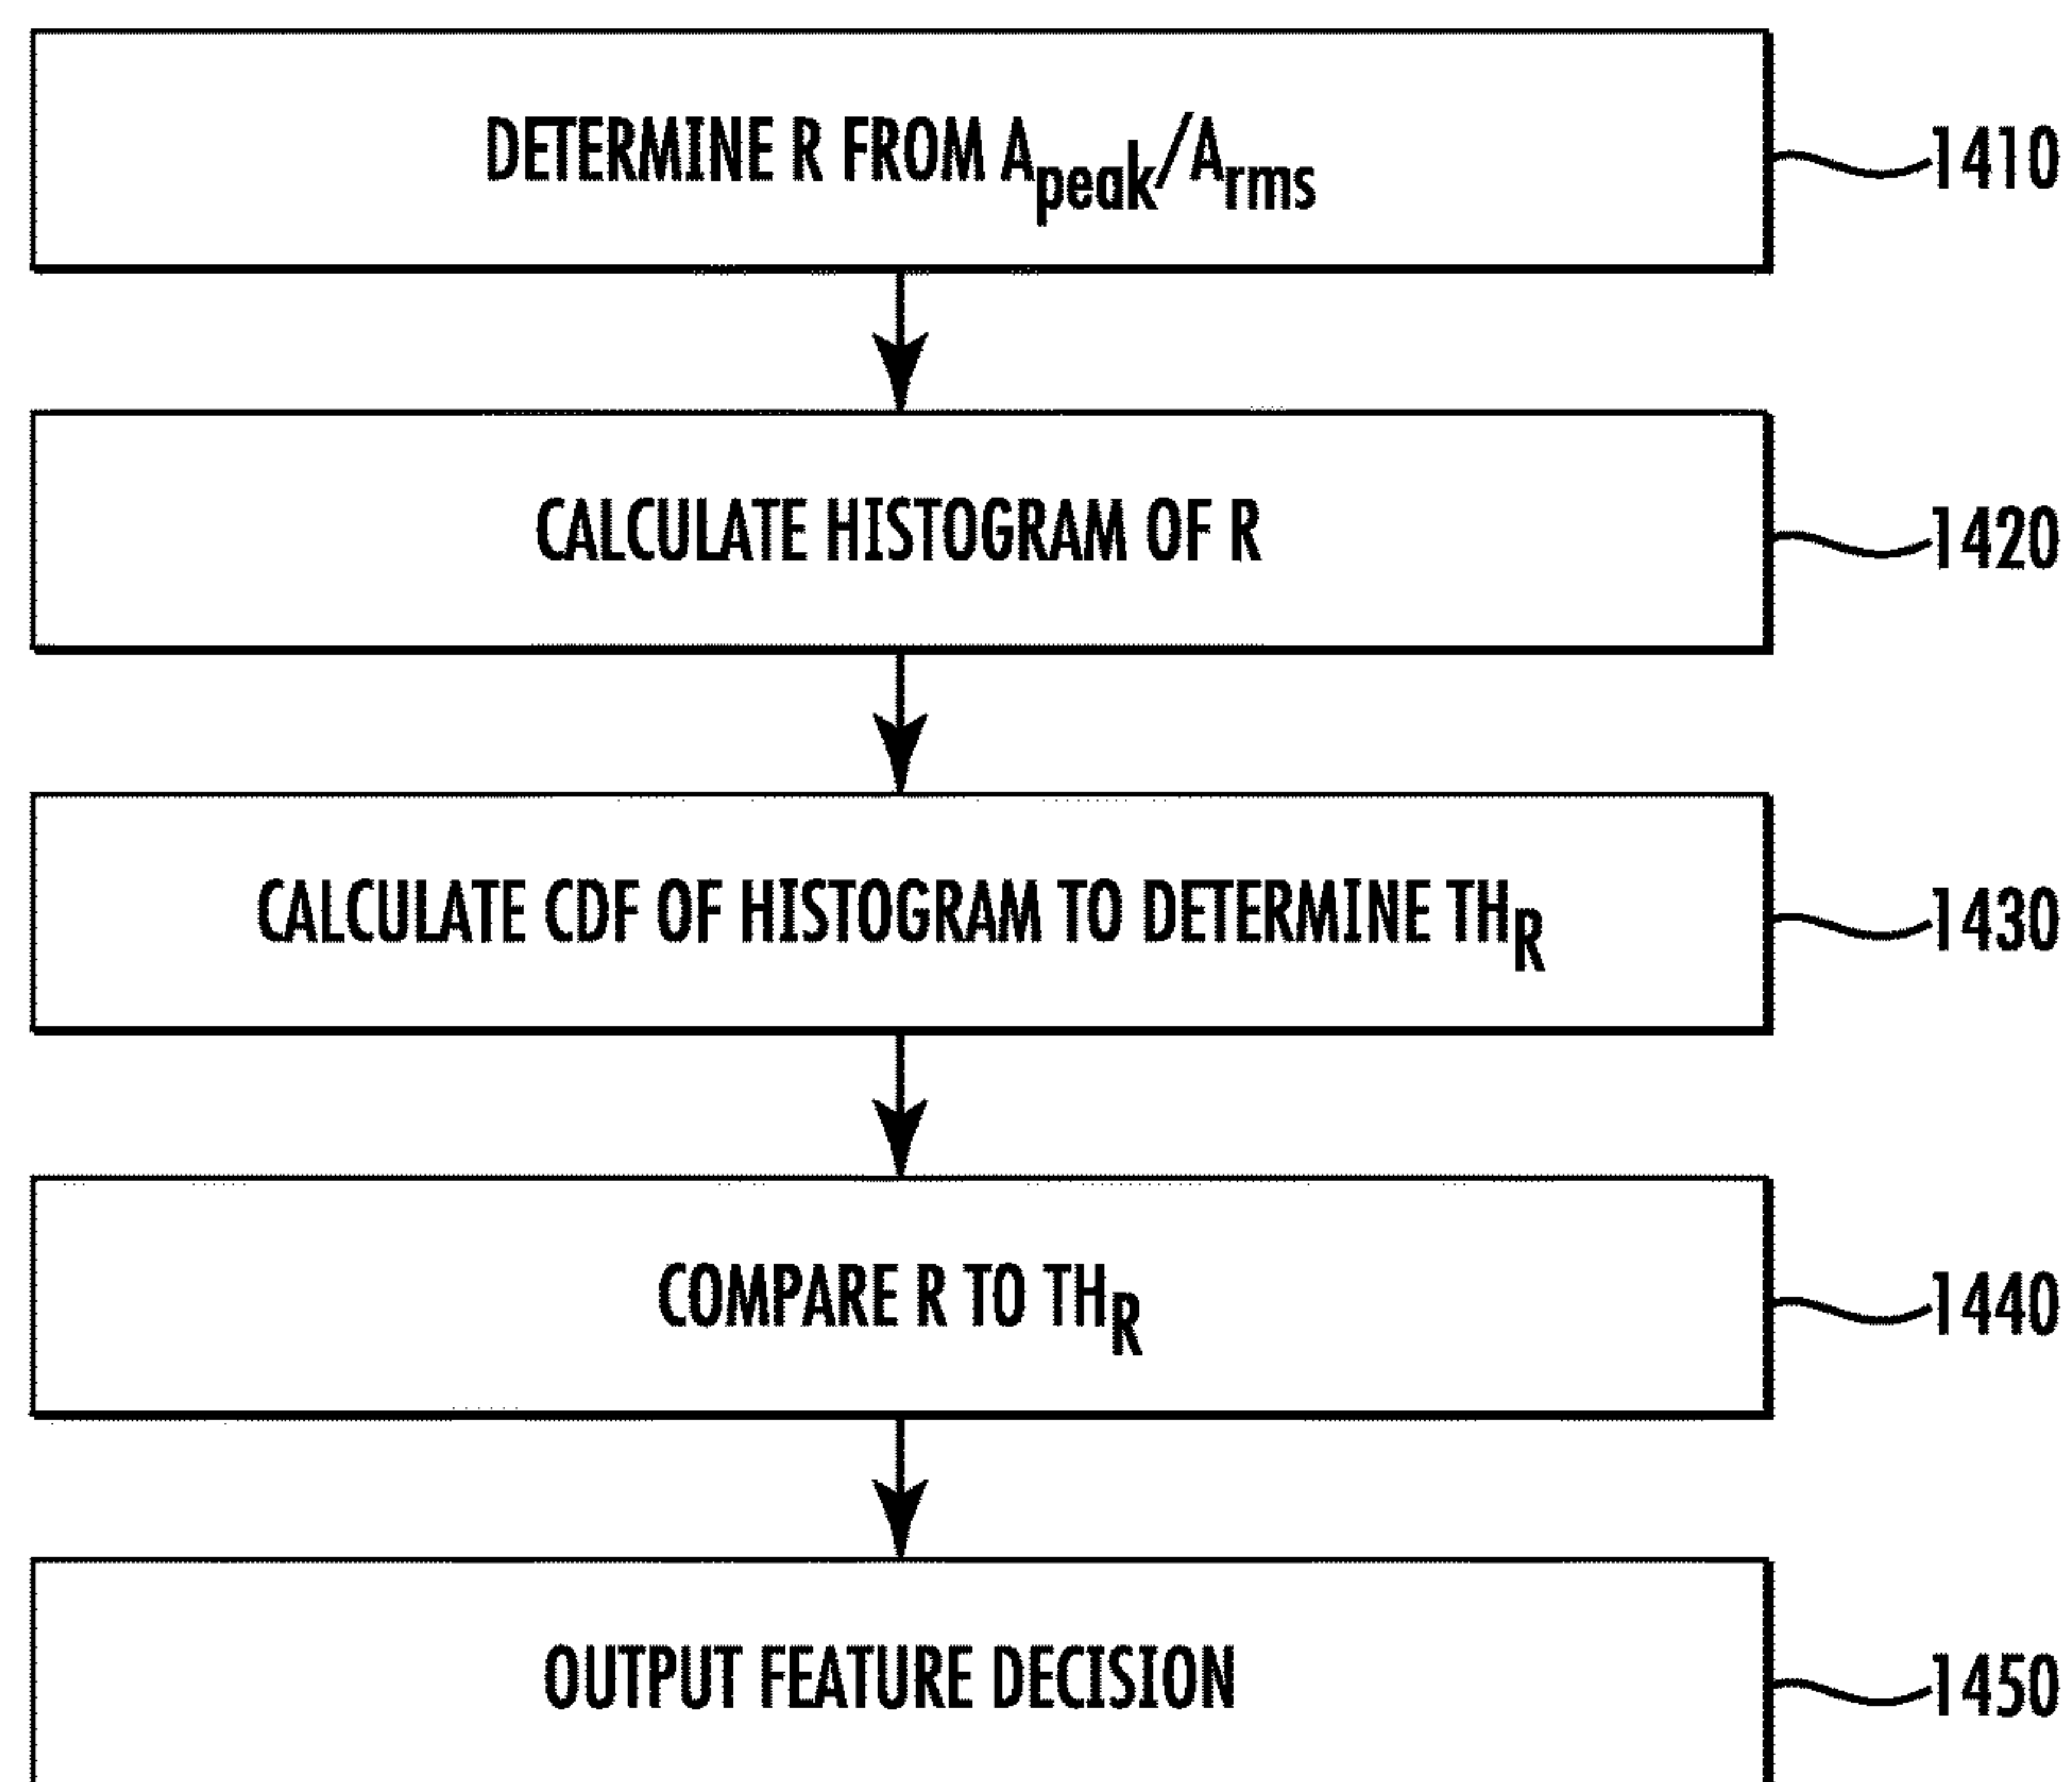 DETERMINE R FROM Apeak/Arms
1410
CALCULATE HISTOGRAM OF R
1420
CALCULATE CDF OF HISTOGRAM TO DETERMINE THR
1430
COMPARE R TO THR
1440
OUTPUT FEATURE DECISION
1450